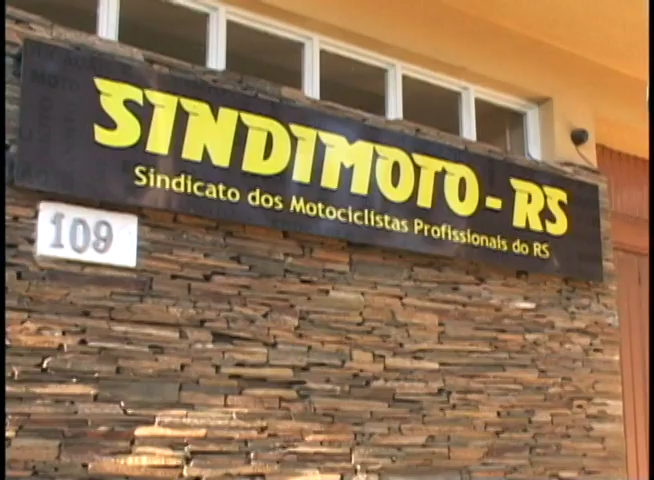 SINDIMOTO - RS
Sindicato dos Motociclistas Profissionais do RS
109